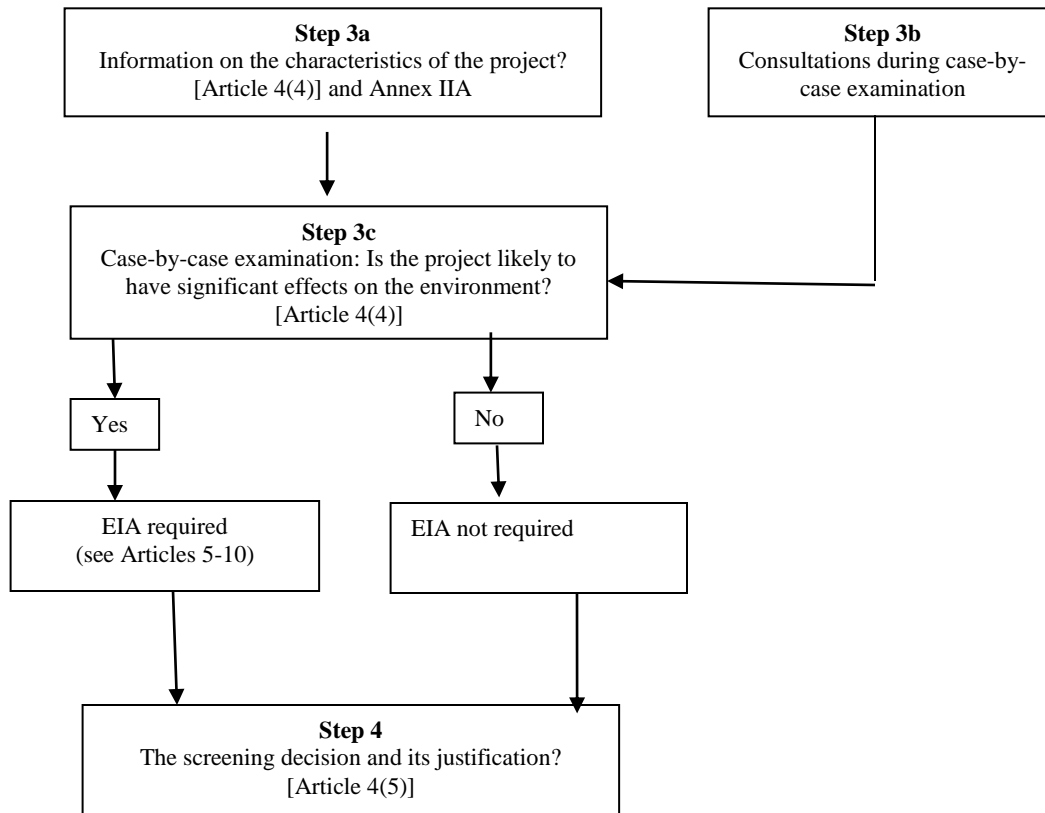 Step 3a
Information on the characteristics of the project?
[Article 4(4)] and Annex IIA
Step 3b
Consultations during case-by-
case examination
Step 3c
Case-by-case examination: Is the project likely to
have significant effects on the environment?
[Article 4(4)]
Yes
No
EIA required
(see Articles 5-10)
EIA not required
Step 4
The screening decision and its justification?
[Article 4(5)]